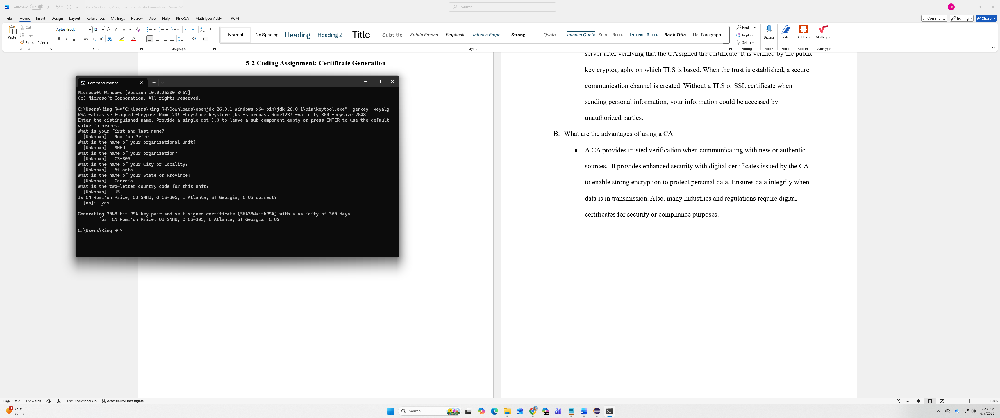 AutoSave On Price 5-2 Coding Assignment Certificate Generation • Saved Search PR
File Home Insert Design Layout References Mailings Review View Help PERRLA MathType Add-in RCM Comments Editing Share
Paste Cut Copy Format Painter Clipboard
Aptos (Body) 12 Font
Paragraph
Normal No Spacing Heading Heading 2 Title Subtitle Subtle Empha Emphasis Intense Emph Strong Quote Intense Quote SUBTLE REFEREN INTENSE REFER Book Title List Paragraph
Styles
Find Replace Select Editing
Dictate Voice
Editor Editor
Add-ins Add-ins
MathType MathType
5-2 Coding Assignment: Certificate Generation
Command Prompt
Microsoft Windows [Version 10.0.26200.8457]
(c) Microsoft Corporation. All rights reserved.
C:\Users\King R4>"C:\Users\King R4\Downloads\openjdk-26.0.1_windows-x64_bin\jdk-26.0.1\bin\keytool.exe" -genkey -keyalg
RSA -alias selfsigned -keypass Rome123! -keystore keystore.jks -storepass Rome123! -validity 360 -keysize 2048
Enter the distinguished name. Provide a single dot (.) to leave a sub-component empty or press ENTER to use the default
value in braces.
What is your first and last name?
[Unknown]: Romi'on Price
What is the name of your organizational unit?
[Unknown]: SNHU
What is the name of your organization?
[Unknown]: CS-305
What is the name of your City or Locality?
[Unknown]: Atlanta
What is the name of your State or Province?
[Unknown]: Georgia
What is the two-letter country code for this unit?
[Unknown]: US
Is CN=Romi'on Price, OU=SNHU, O=CS-305, L=Atlanta, ST=Georgia, C=US correct?
[no]: yes
Generating 2048-bit RSA key pair and self-signed certificate (SHA384withRSA) with a validity of 360 days
for: CN=Romi'on Price, OU=SNHU, O=CS-305, L=Atlanta, ST=Georgia, C=US
C:\Users\King R4>
server after verifying that the CA signed the certificate. It is verified by the public
key cryptography on which TLS is based. When the trust is established, a secure
communication channel is created. Without a TLS or SSL certificate when
sending personal information, your information could be accessed by
unauthorized parties.
B. What are the advantages of using a CA
● A CA provides trusted verification when communicating with new or authentic
sources. It provides enhanced security with digital certificates issued by the CA
to enable strong encryption to protect personal data. Ensures data integrity when
data is in transmission. Also, many industries and regulations require digital
certificates for security or compliance purposes.
Page 2 of 2 172 words Text Predictions: On Accessibility: Investigate Focus 150%
1 73°F
Sunny
Search
2:57 PM
6/7/2026